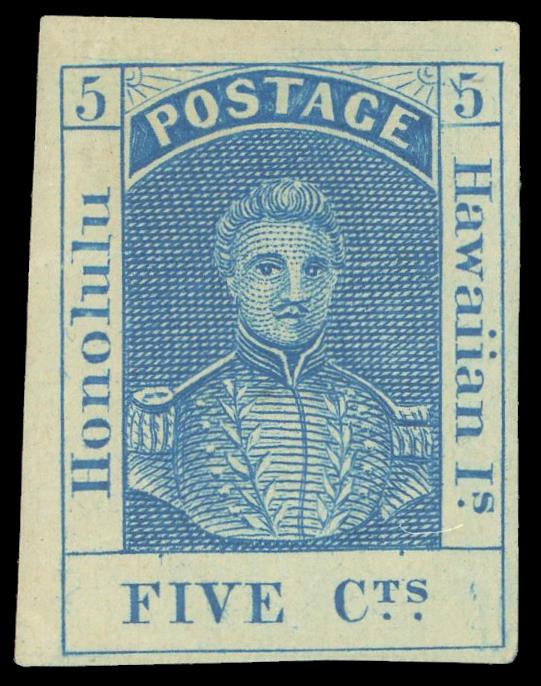 5
POSTAGE
5
Honolulu
Hawaiian Is.
FIVE CTS.